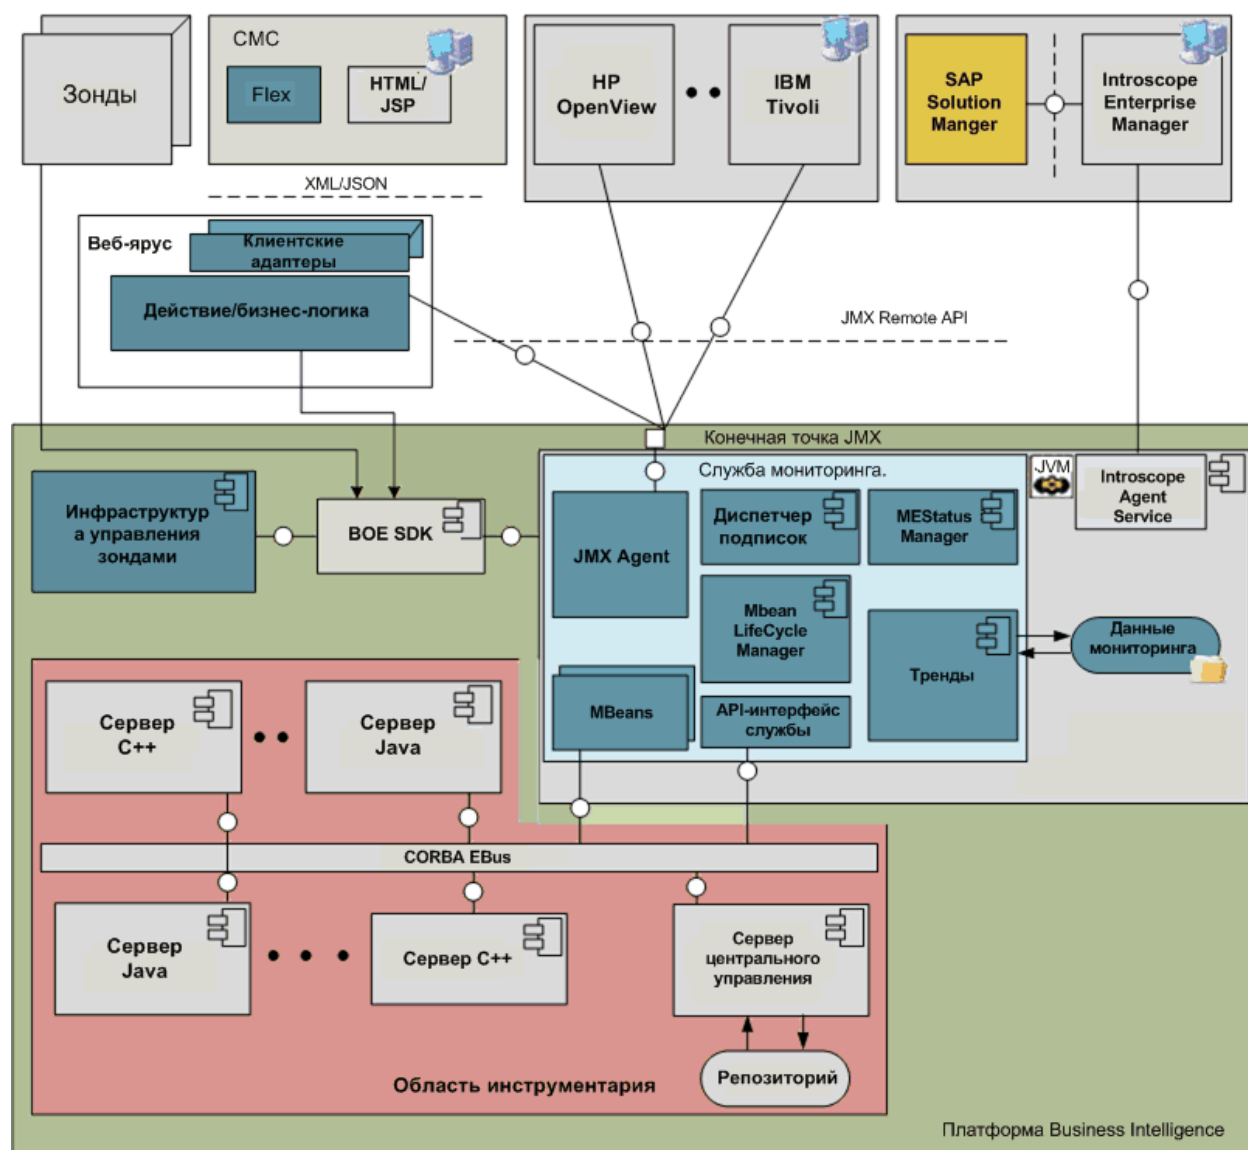 Зонды
CMC
Flex
HTML/
JSP
HP
OpenView
IBM
Tivoli
SAP
Solution
Manger
Introscope
Enterprise
Manager
XML/JSON
Веб-ярус
Клиентские
адаптеры
Действие/бизнес-логика
JMX Remote API
Конечная точка JMX
Служба мониторинга.
JVM
Introscope
Agent
Service
Инфраструктур
а управления
зондами
BOE SDK
JMX Agent
Диспетчер
подписок
MEStatus
Manager
Mbean
LifeCycle
Manager
Тренды
Данные
мониторинга
MBeans
API-интерфейс
службы
Сервер
C++
Сервер
Java
CORBA EBus
Сервер
Java
Сервер C++
Сервер
центрального
управления
Репозиторий
Область инструментария
Платформа Business Intelligence